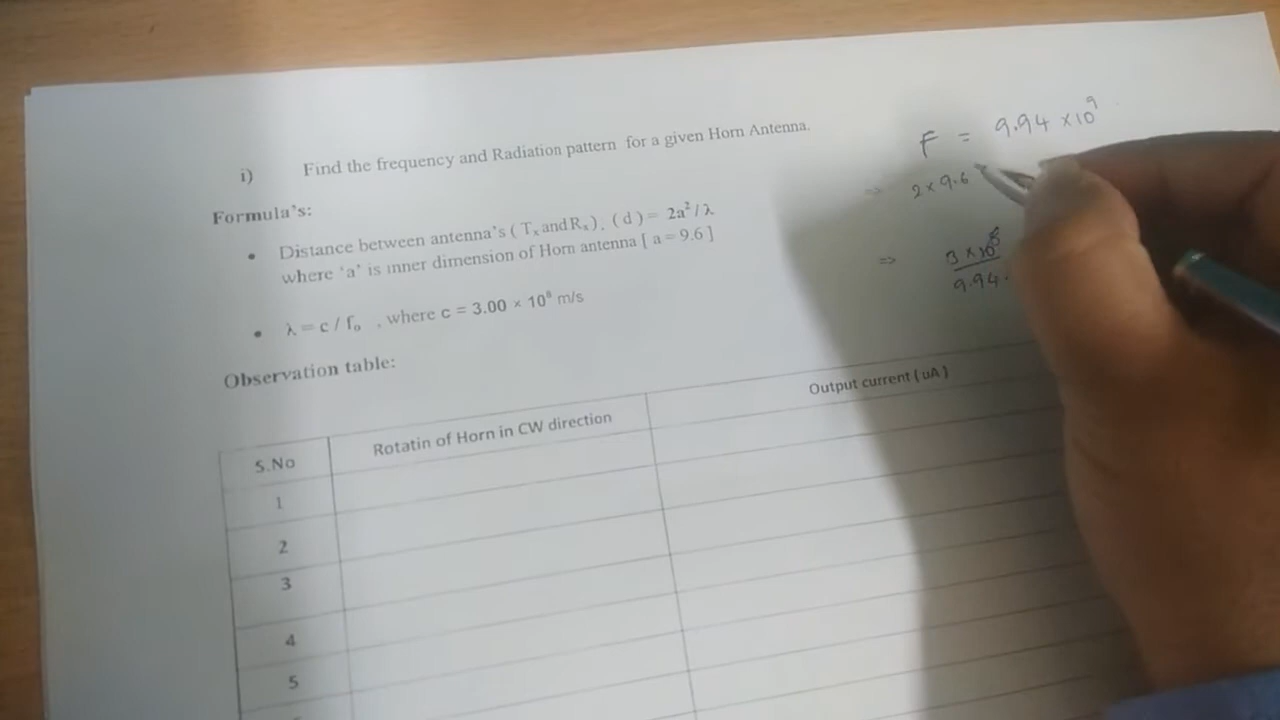 i) Find the frequency and Radiation pattern for a given Horn Antenna.
Formula's:
• Distance between antenna's ( Tx and Rx), ( d ) = 2a² / λ
where 'a' is inner dimension of Horn antenna [ a = 9.6 ]
• λ = c / fo , where c = 3.00 × 10⁸ m/s
Observation table:
S.No Rotatin of Horn in CW direction Output current ( uA )
1
2
3
4
5
F = 9.94 × 10⁹
⇒ 2 × 9.6
⇒ 3 × 10⁸
9.94